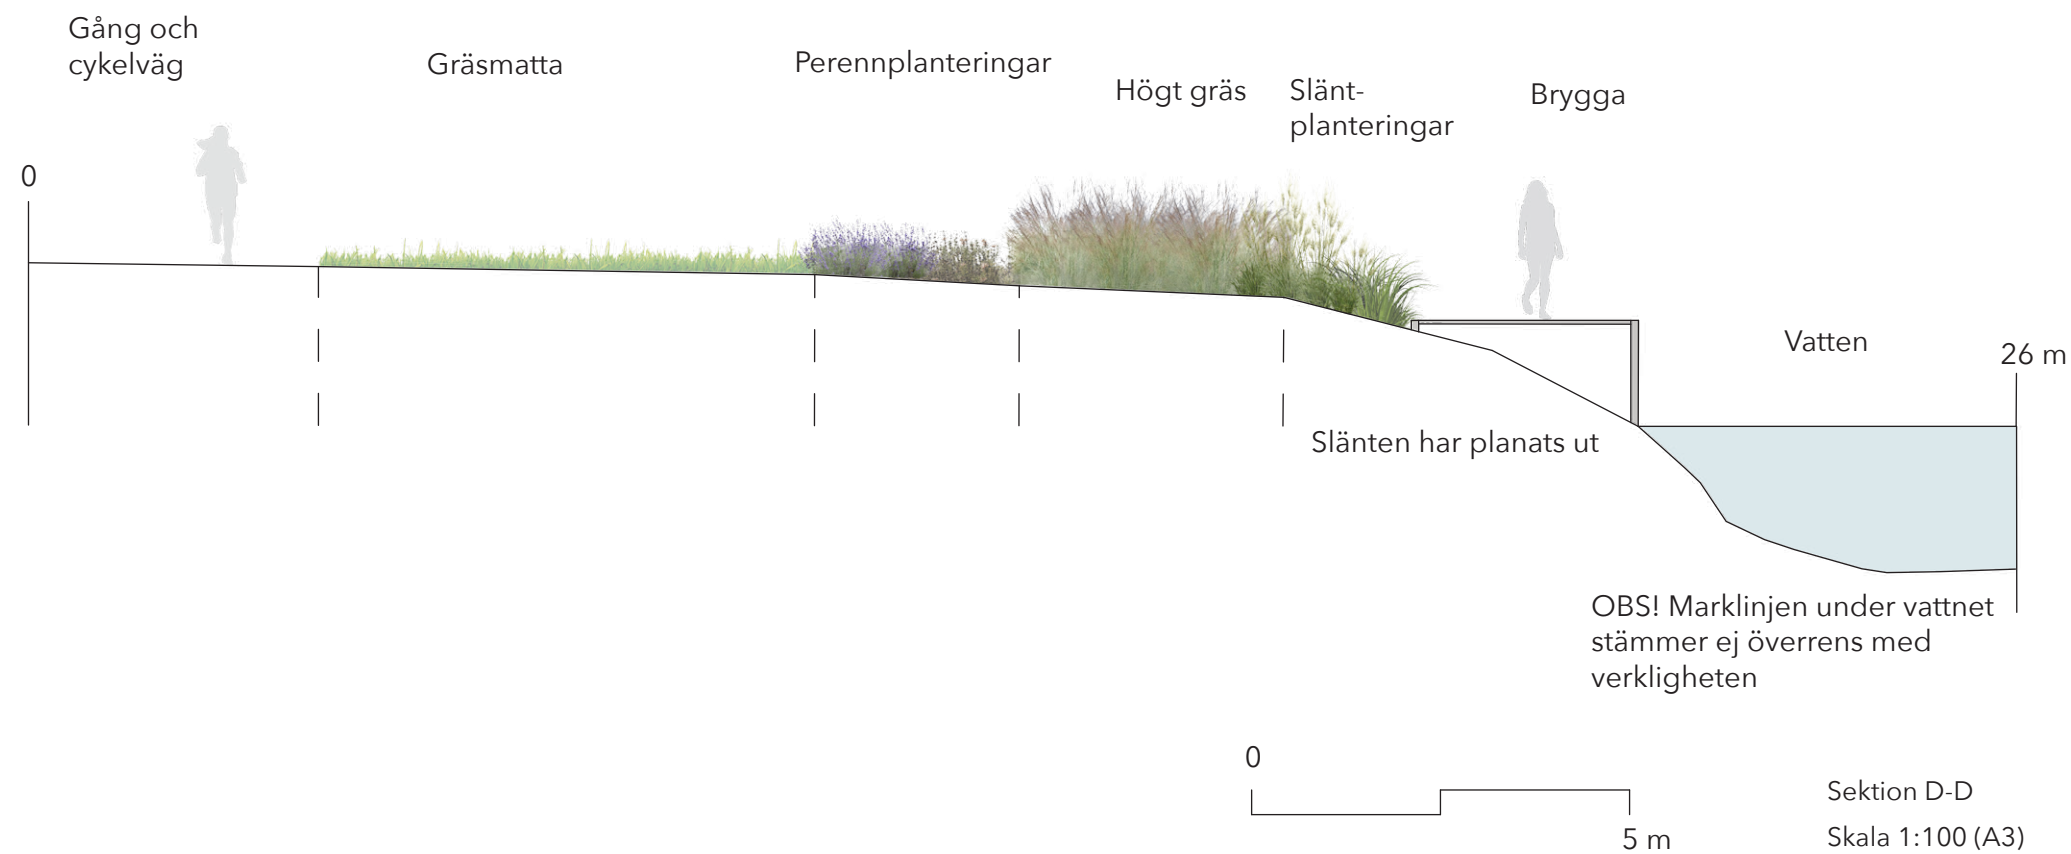 Gång och
cykelväg
Gräsmatta
Perennplanteringar
Högt gräs
Slänt-
planteringar
Brygga
0
Vatten
26 m
Slänten har planats ut
OBS! Marklinjen under vattnet
stämmer ej överrens med
verkligheten
0
5 m
Sektion D-D
Skala 1:100 (A3)